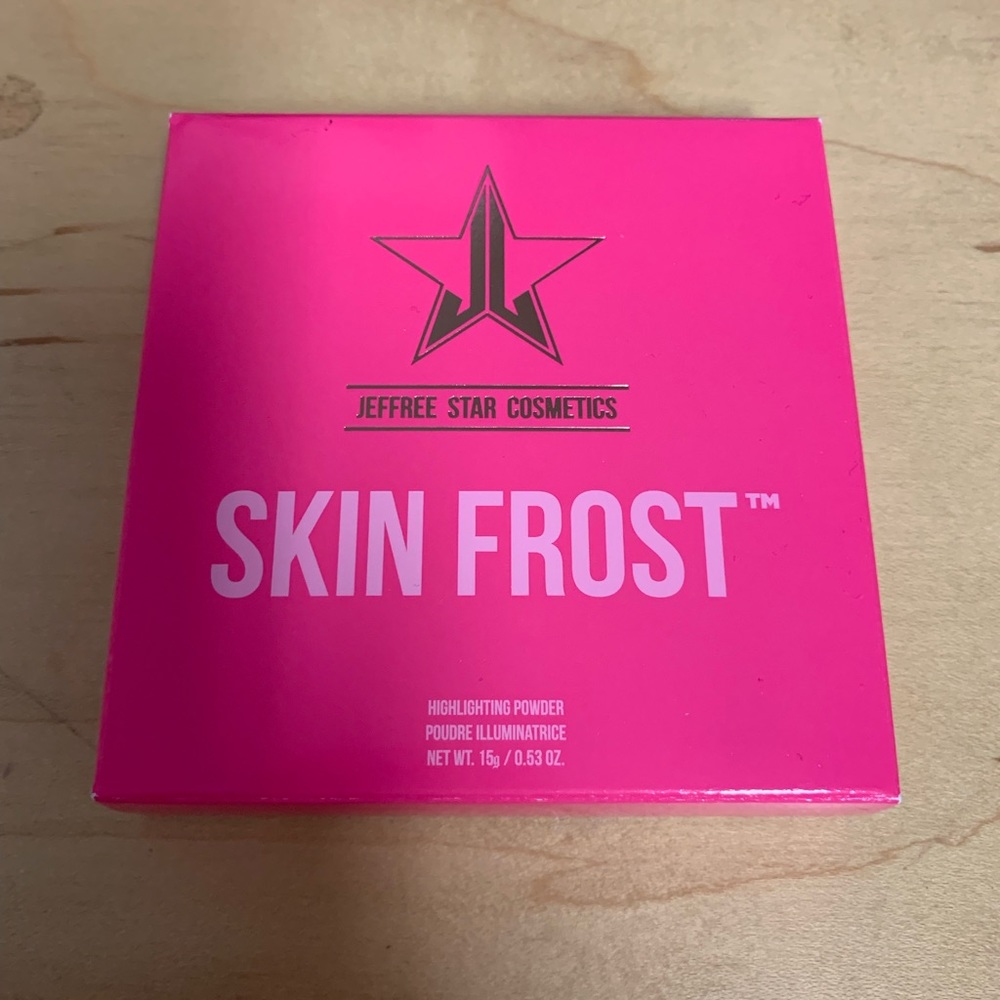 JEFFREE STAR COSMETICS
SKIN FROST™
HIGHLIGHTING POWDER
POUDRE ILLUMINATRICE
NET WT. 15g / 0.53 OZ.